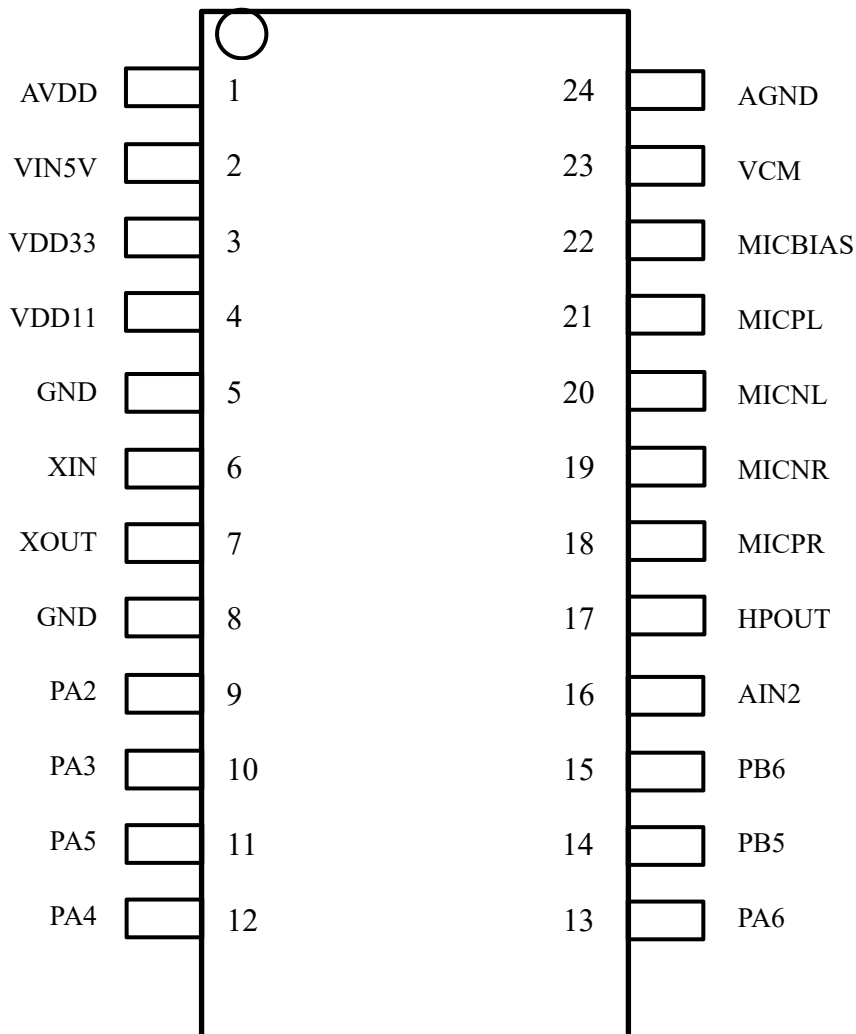 AVDD 1 24 AGND
VIN5V 2 23 VCM
VDD33 3 22 MICBIAS
VDD11 4 21 MICPL
GND 5 20 MICNL
XIN 6 19 MICNR
XOUT 7 18 MICPR
GND 8 17 HPOUT
PA2 9 16 AIN2
PA3 10 15 PB6
PA5 11 14 PB5
PA4 12 13 PA6